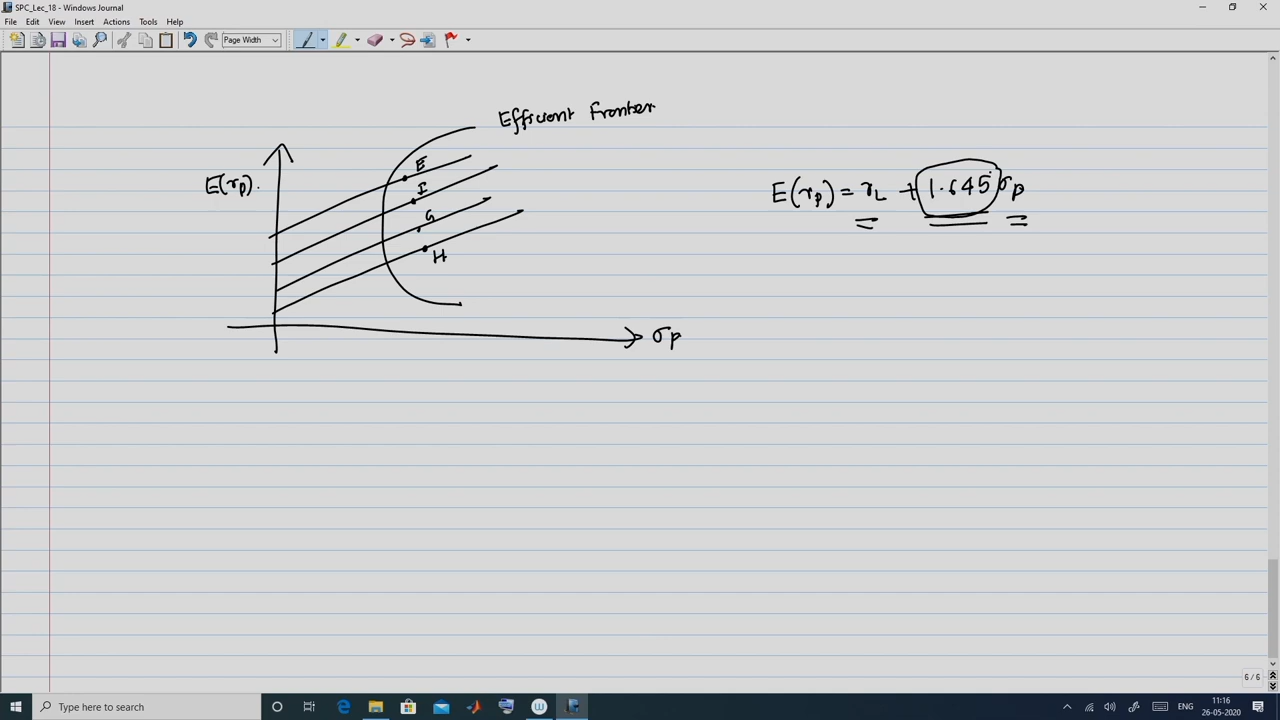 SPC_Lec_18 - Windows Journal
File Edit View Insert Actions Tools Help
Page Width
Efficient Frontier
E(rp).
E
I
G
H
σp
E(rp) = rL + 1.645 σp
6 / 6
Type here to search
ENG
11:16
26-05-2020